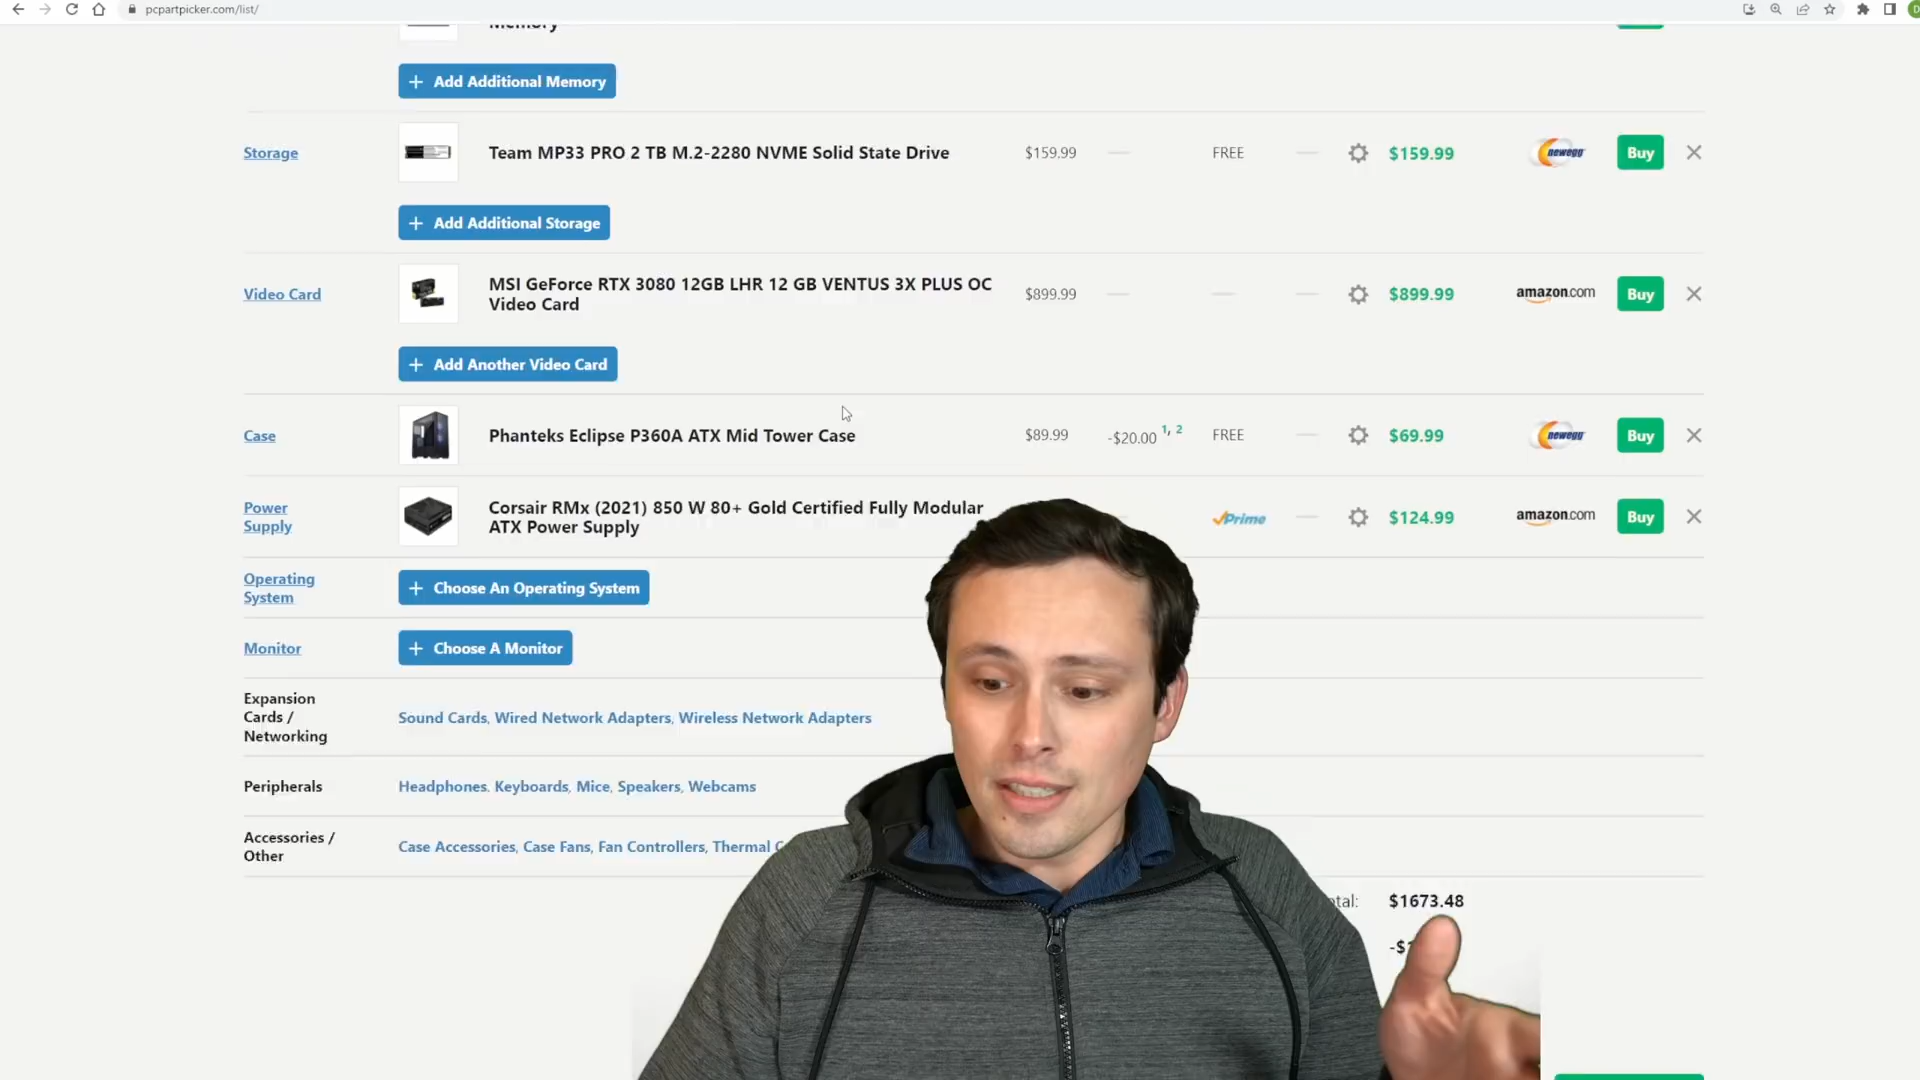 pcpartpicker.com/list/
Memory
+ Add Additional Memory
Storage
Team MP33 PRO 2 TB M.2-2280 NVME Solid State Drive
$159.99
FREE
$159.99
newegg
Buy
+ Add Additional Storage
Video Card
MSI GeForce RTX 3080 12GB LHR 12 GB VENTUS 3X PLUS OC
Video Card
$899.99
$899.99
amazon.com
Buy
+ Add Another Video Card
Case
Phanteks Eclipse P360A ATX Mid Tower Case
$89.99
-$20.00 1, 2
FREE
$69.99
newegg
Buy
Power
Supply
Corsair RMx (2021) 850 W 80+ Gold Certified Fully Modular
ATX Power Supply
Prime
$124.99
amazon.com
Buy
Operating
System
+ Choose An Operating System
Monitor
+ Choose A Monitor
Expansion
Cards /
Networking
Sound Cards, Wired Network Adapters, Wireless Network Adapters
Peripherals
Headphones. Keyboards, Mice, Speakers, Webcams
Accessories /
Other
Case Accessories, Case Fans, Fan Controllers, Thermal
$1673.48